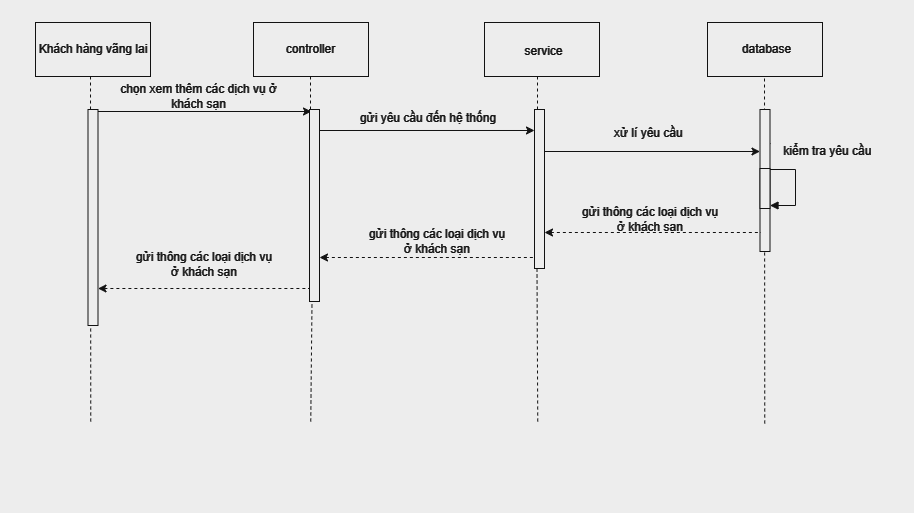 Khách hàng vãng lai
controller
service
database
chọn xem thêm các dịch vụ ở
khách sạn
gửi yêu cầu đến hệ thống
xử lí yêu cầu
kiểm tra yêu cầu
gửi thông các loại dịch vụ
ở khách sạn
gửi thông các loại dịch vụ
ở khách sạn
gửi thông các loại dịch vụ
ở khách sạn